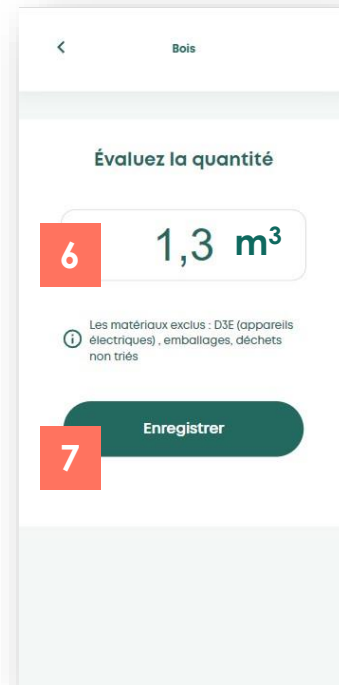 Bois
Évaluez la quantité
6
1,3 m³
Les matériaux exclus : D3E (appareils
électriques) , emballages, déchets
non triés
Enregistrer
7